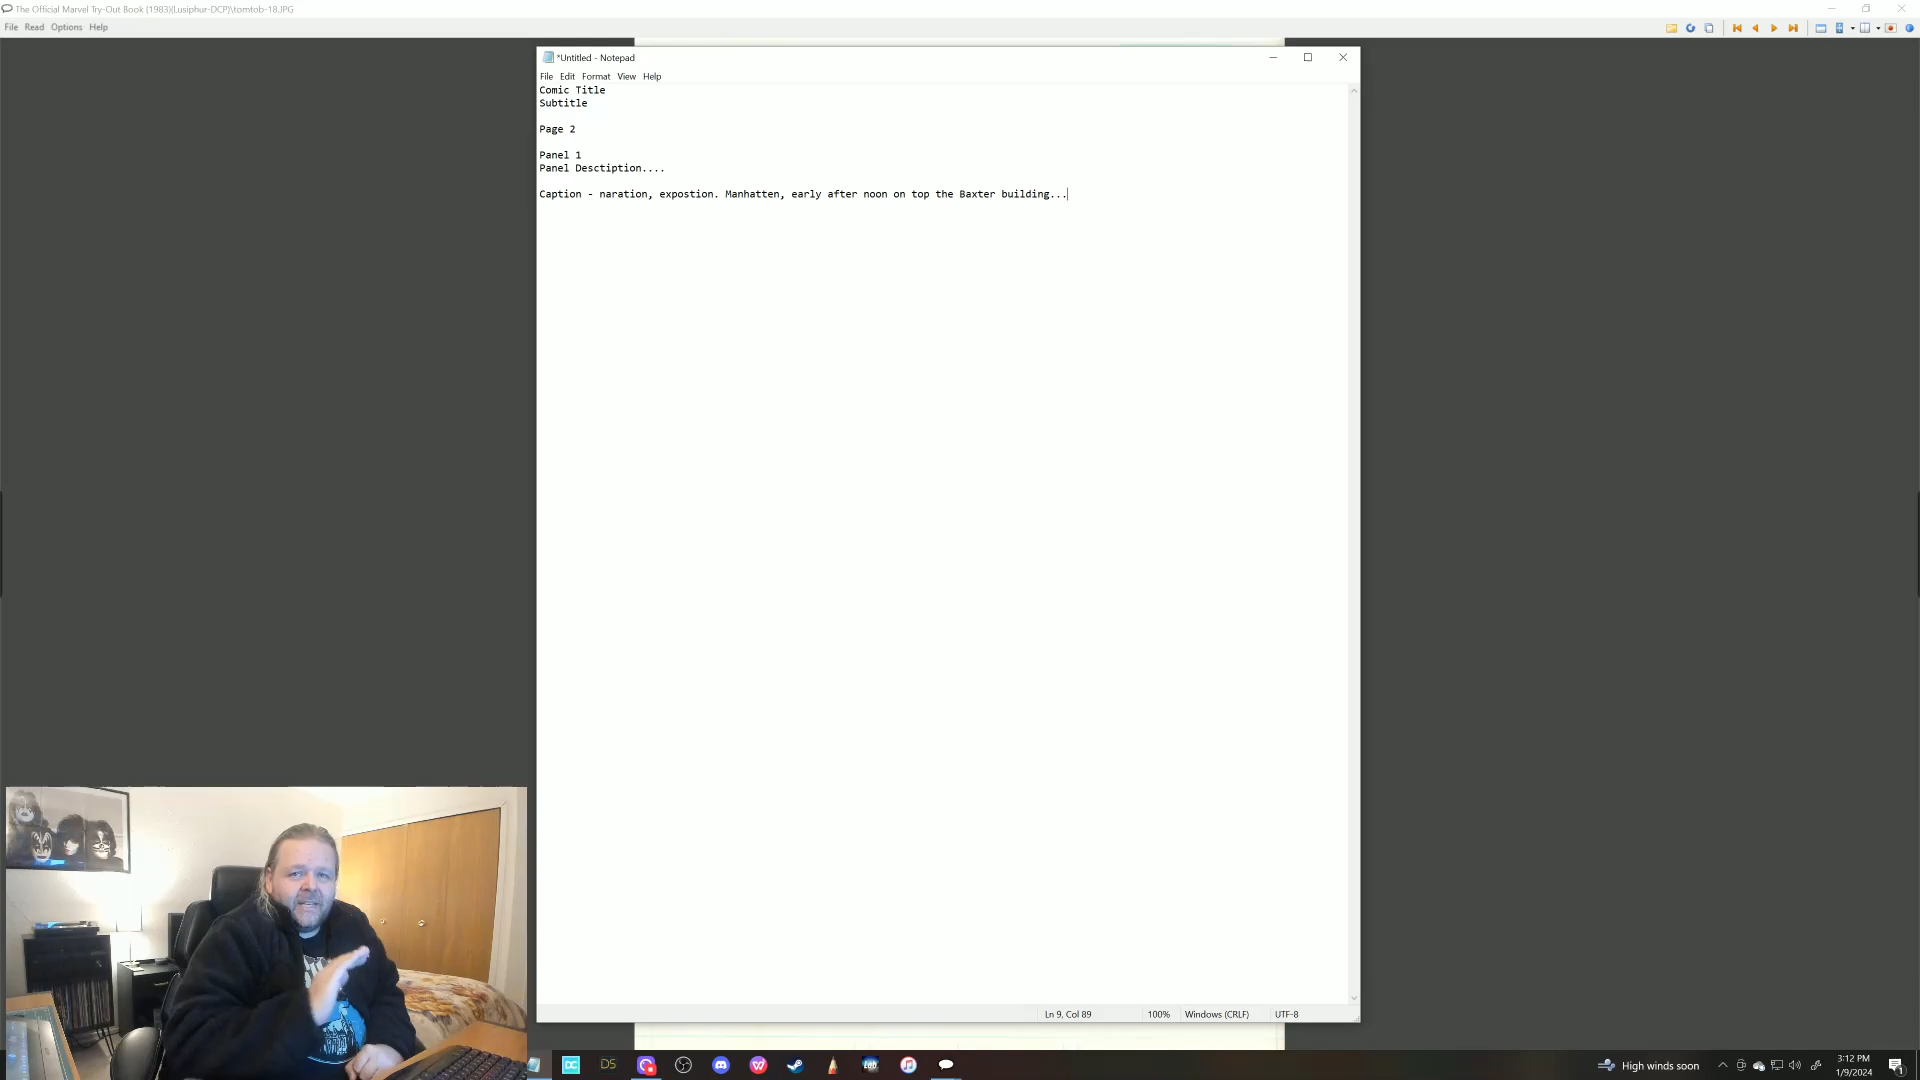 The Official Marvel Try-Out Book (1983)(Lusiphur-DCP)\tomtob-18.JPG
File Read Options Help
*Untitled - Notepad
File Edit Format View Help
Comic Title
Subtitle
Page 2
Panel 1
Panel Desctiption....
Caption - naration, expostion. Manhatten, early after noon on top the Baxter building...
Ln 9, Col 89
100%
Windows (CRLF)
UTF-8
DC
DS
High winds soon
3:12 PM
1/9/2024